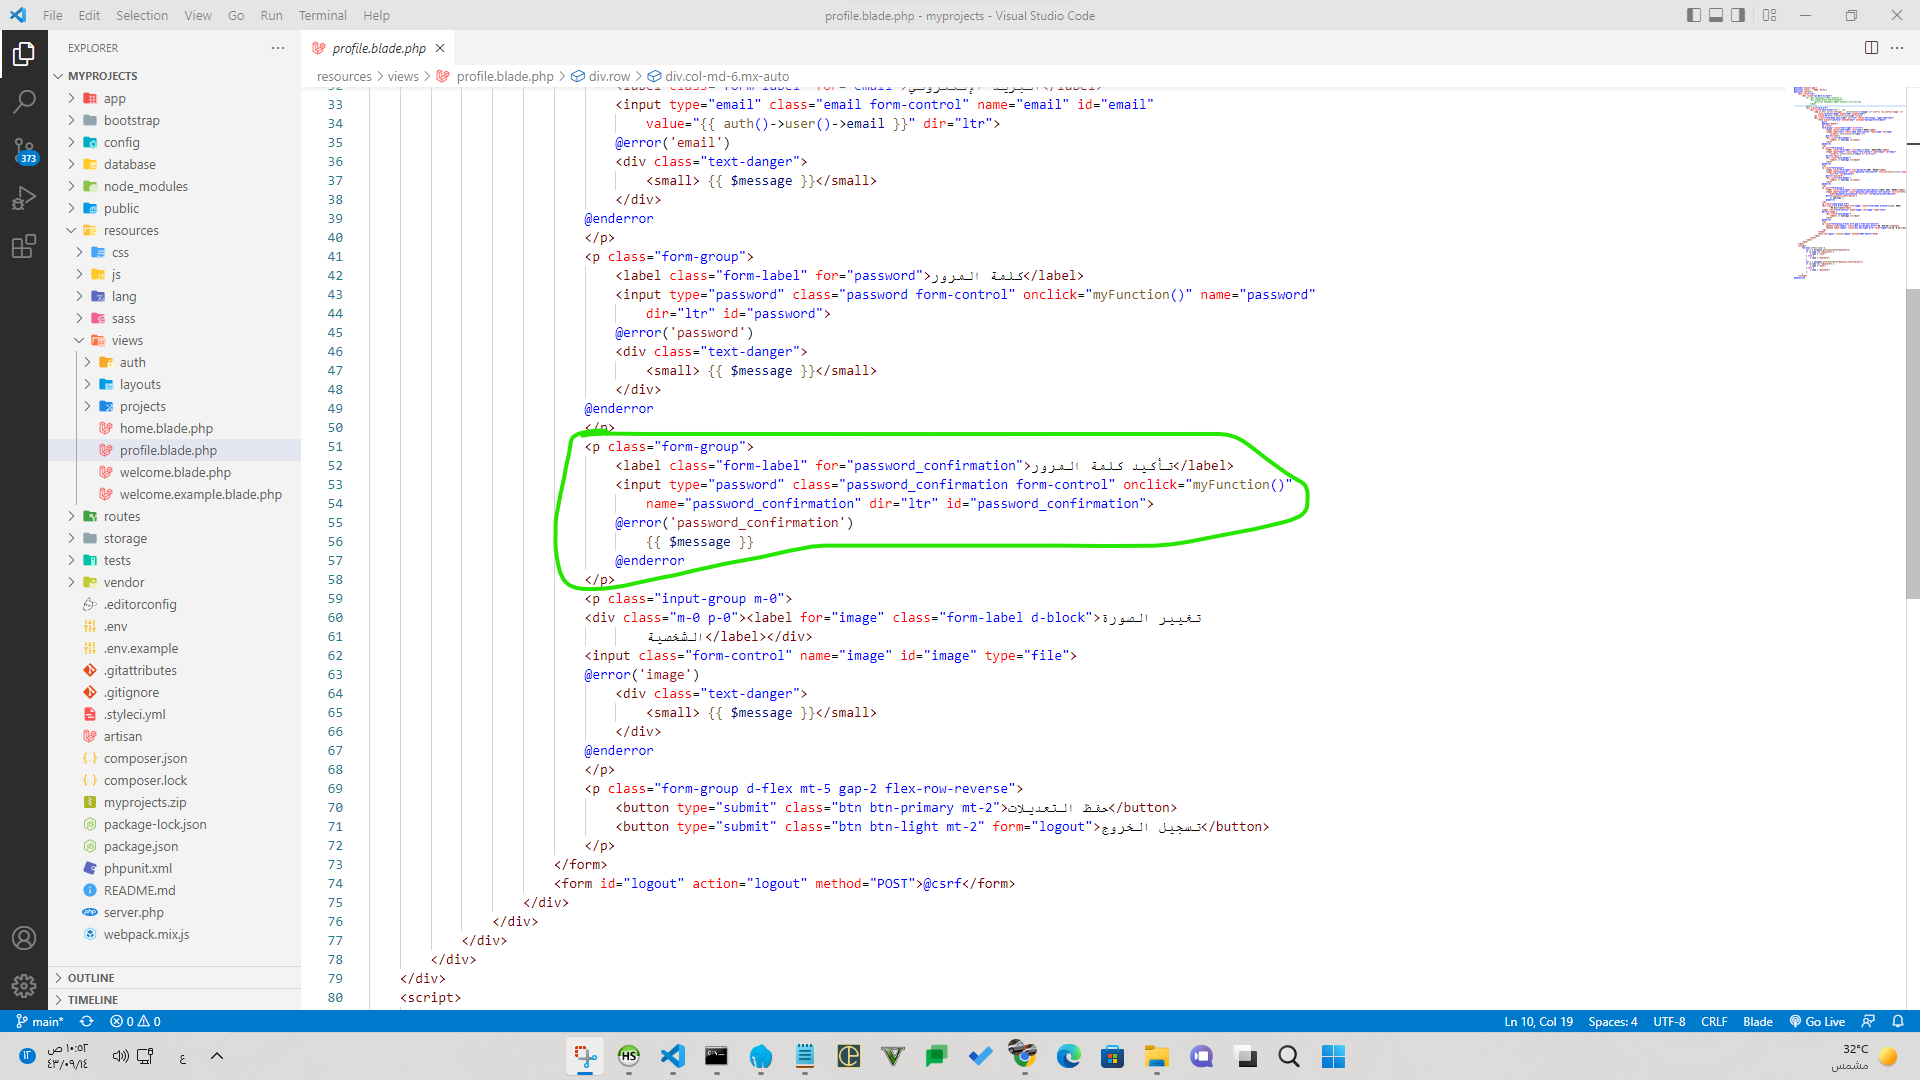 File Edit Selection View Go Run Terminal Help
profile.blade.php - myprojects - Visual Studio Code
EXPLORER
MYPROJECTS
app
bootstrap
config
database
node_modules
public
resources
css
js
lang
sass
views
auth
layouts
projects
home.blade.php
profile.blade.php
welcome.blade.php
welcome.example.blade.php
routes
storage
tests
vendor
.editorconfig
.env
.env.example
.gitattributes
.gitignore
.styleci.yml
artisan
composer.json
composer.lock
myprojects.zip
package-lock.json
package.json
phpunit.xml
README.md
server.php
webpack.mix.js
OUTLINE
TIMELINE
373
profile.blade.php
resources > views > profile.blade.php > div.row > div.col-md-6.mx-auto
32 <label class="form-label" for="email">البريد الإلكتروني</label>
33 <input type="email" class="email form-control" name="email" id="email"
34 value="{{ auth()->user()->email }}" dir="ltr">
35 @error('email')
36 <div class="text-danger">
37 <small> {{ $message }}</small>
38 </div>
39 @enderror
40 </p>
41 <p class="form-group">
42 <label class="form-label" for="password">كلمة المرور</label>
43 <input type="password" class="password form-control" onclick="myFunction()" name="password"
44 dir="ltr" id="password">
45 @error('password')
46 <div class="text-danger">
47 <small> {{ $message }}</small>
48 </div>
49 @enderror
50 </p>
51 <p class="form-group">
52 <label class="form-label" for="password_confirmation">تأكيد كلمة المرور</label>
53 <input type="password" class="password_confirmation form-control" onclick="myFunction()"
54 name="password_confirmation" dir="ltr" id="password_confirmation">
55 @error('password_confirmation')
56 {{ $message }}
57 @enderror
58 </p>
59 <p class="input-group m-0">
60 <div class="m-0 p-0"><label for="image" class="form-label d-block">تغيير الصورة
61 الشخصية</label></div>
62 <input class="form-control" name="image" id="image" type="file">
63 @error('image')
64 <div class="text-danger">
65 <small> {{ $message }}</small>
66 </div>
67 @enderror
68 </p>
69 <p class="form-group d-flex mt-5 gap-2 flex-row-reverse">
70 <button type="submit" class="btn btn-primary mt-2">حفظ التعديلات</button>
71 <button type="submit" class="btn btn-light mt-2" form="logout">تسجيل الخروج</button>
72 </p>
73 </form>
74 <form id="logout" action="logout" method="POST">@csrf</form>
75 </div>
76 </div>
77 </div>
78 </div>
79 </div>
80 <script>
main* 0 0
Ln 10, Col 19 Spaces: 4 UTF-8 CRLF Blade Go Live
١٢
١٠:٥٢ ص
٤٣/٠٩/١٤
ع
HS
32°C
مشمس